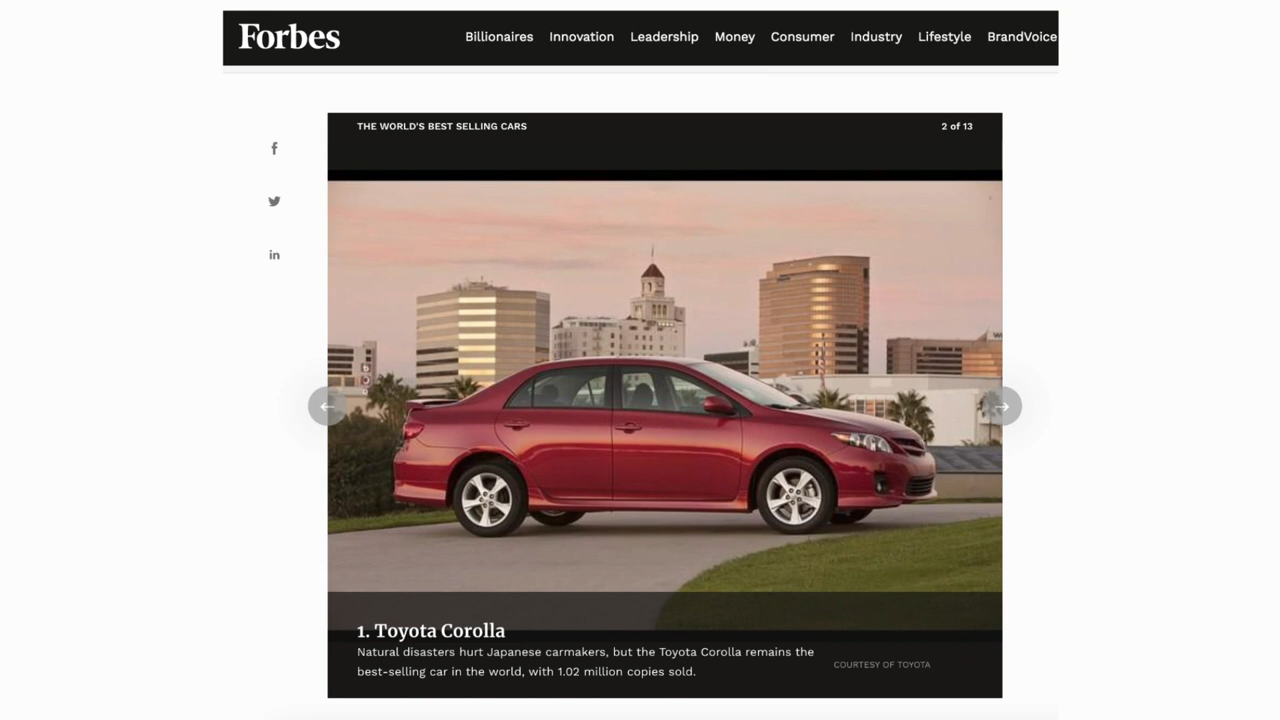 Forbes
Billionaires Innovation Leadership Money Consumer Industry Lifestyle BrandVoice
THE WORLD'S BEST SELLING CARS
2 of 13
f
in
1. Toyota Corolla
Natural disasters hurt Japanese carmakers, but the Toyota Corolla remains the
best-selling car in the world, with 1.02 million copies sold.
COURTESY OF TOYOTA